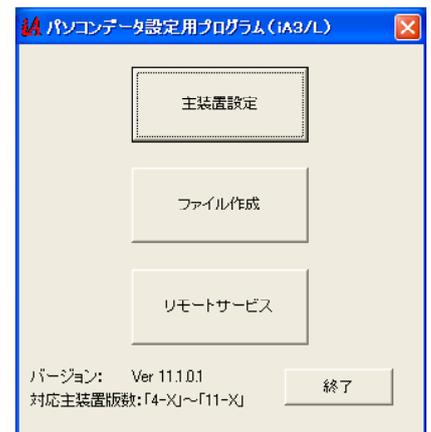 iA パソコンデータ設定用プログラム(iA3/L)
主装置設定
ファイル作成
リモートサービス
バージョン: Ver 11.1.0.1
対応主装置版数:「4-X」～「11-X」
終了